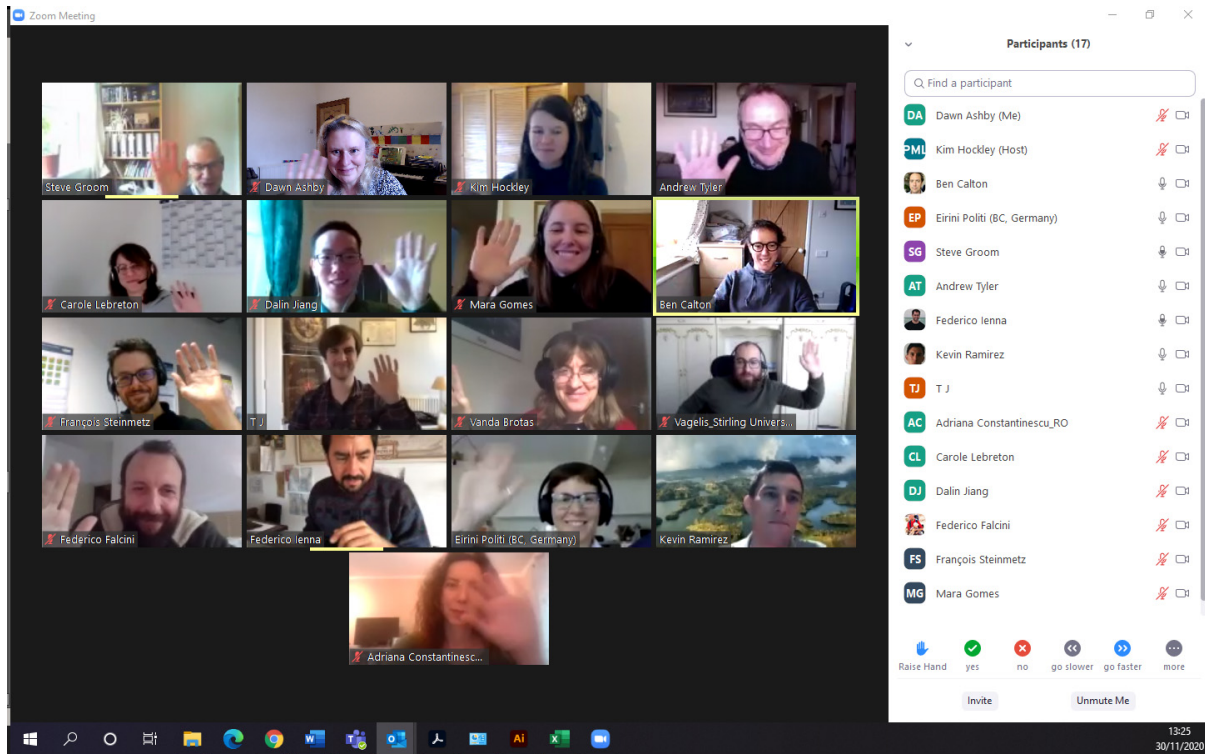 Zoom Meeting
Steve Groom
Dawn Ashby
Kim Hockley
Andrew Tyler
Carole Lebreton
Dalin Jiang
Mara Gomes
Ben Calton
François Steinmetz
T J
Vanda Brotas
Vagelis_Stirling Univers...
Federico Falcini
Federico Ienna
Eirini Politi (BC, Germany)
Kevin Ramirez
Adriana Constantinesc...
Participants (17)
Find a participant
DA Dawn Ashby (Me)
PML Kim Hockley (Host)
Ben Calton
EP Eirini Politi (BC, Germany)
SG Steve Groom
AT Andrew Tyler
Federico Ienna
Kevin Ramirez
TJ T J
AC Adriana Constantinescu_RO
CL Carole Lebreton
DJ Dalin Jiang
Federico Falcini
FS François Steinmetz
MG Mara Gomes
Raise Hand yes no go slower go faster more
Invite Unmute Me
Ai
13:25
30/11/2020